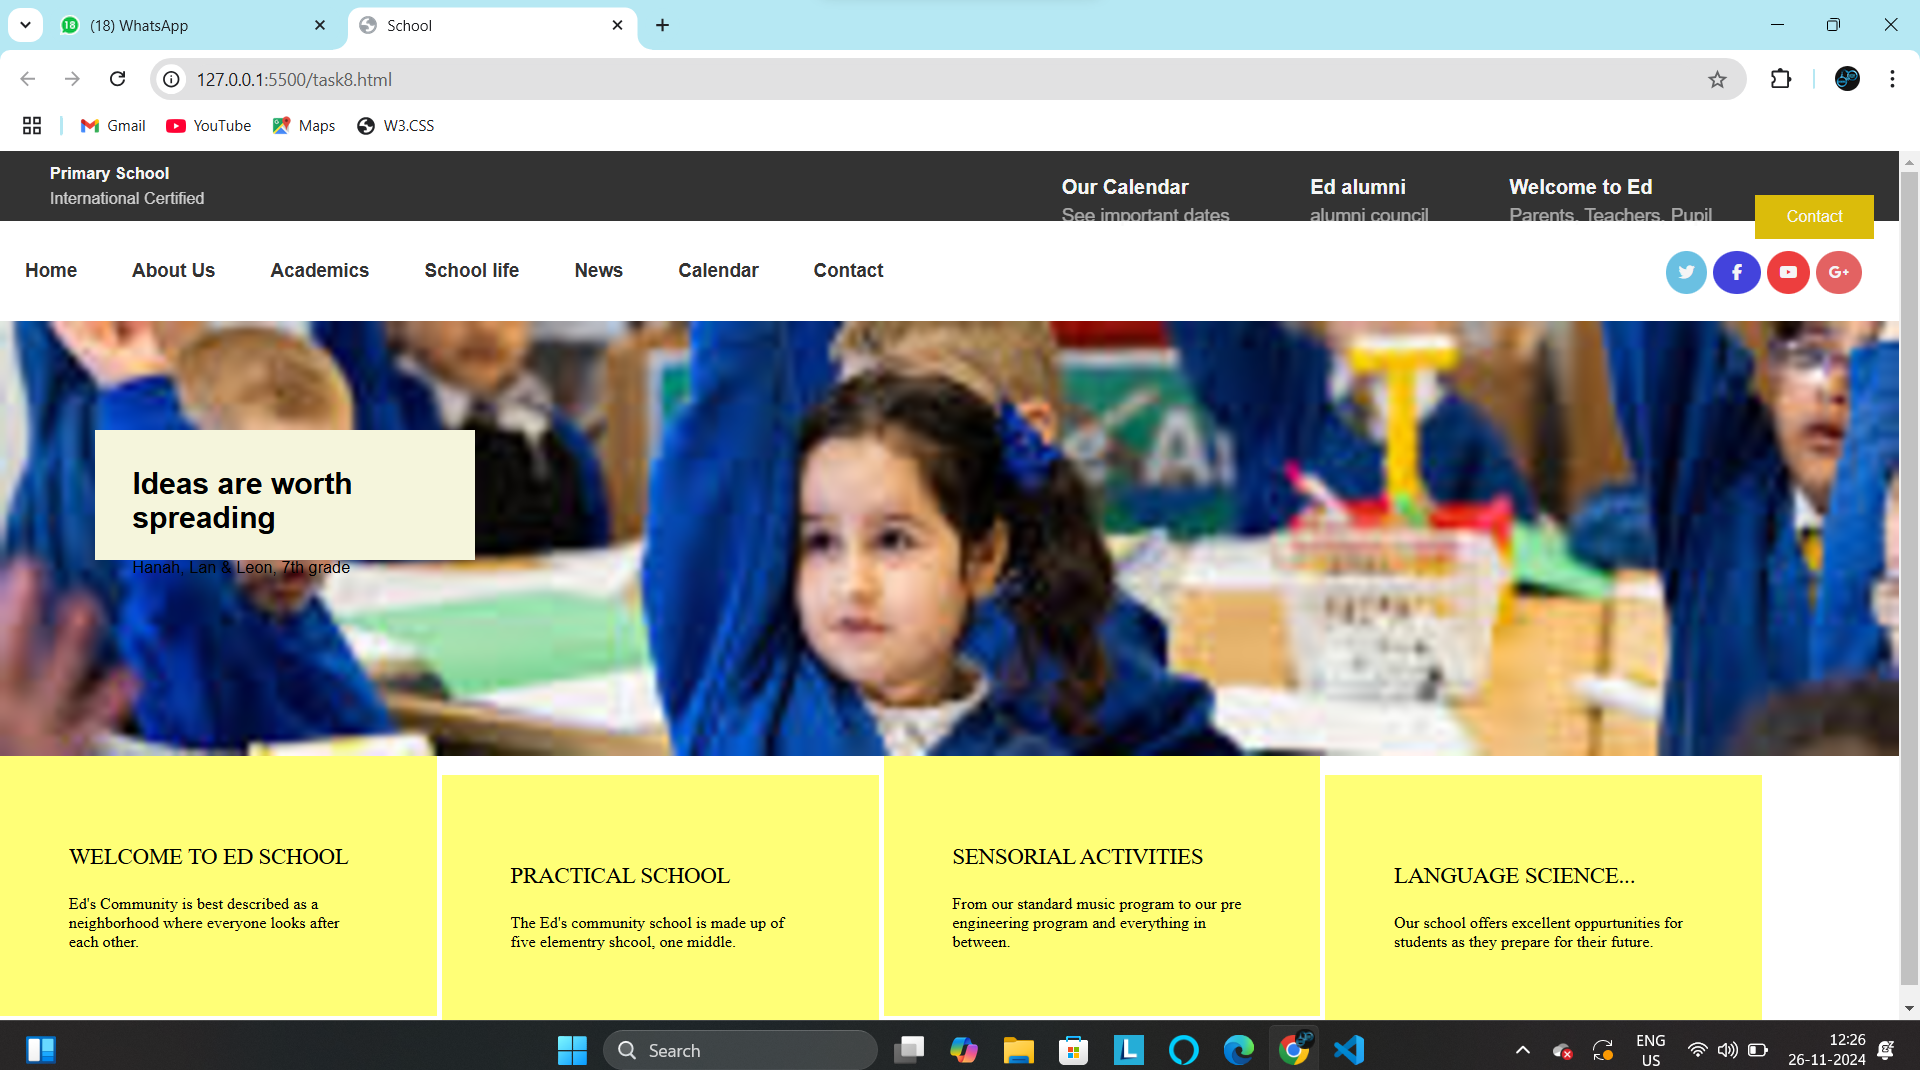 (18) WhatsApp
School
127.0.0.1:5500/task8.html
Gmail
YouTube
Maps
W3.CSS
Primary School
International Certified
Our Calendar
See important dates
Ed alumni
alumni council
Welcome to Ed
Parents, Teachers, Pupil
Contact
Home
About Us
Academics
School life
News
Calendar
Contact
Ideas are worth
spreading
Hanah, Lan & Leon, 7th grade
WELCOME TO ED SCHOOL
Ed's Community is best described as a
neighborhood where everyone looks after
each other.
PRACTICAL SCHOOL
The Ed's community school is made up of
five elementry shcool, one middle.
SENSORIAL ACTIVITIES
From our standard music program to our pre
engineering program and everything in
between.
LANGUAGE SCIENCE...
Our school offers excellent oppurtunities for
students as they prepare for their future.
Search
ENG
US
12:26
26-11-2024